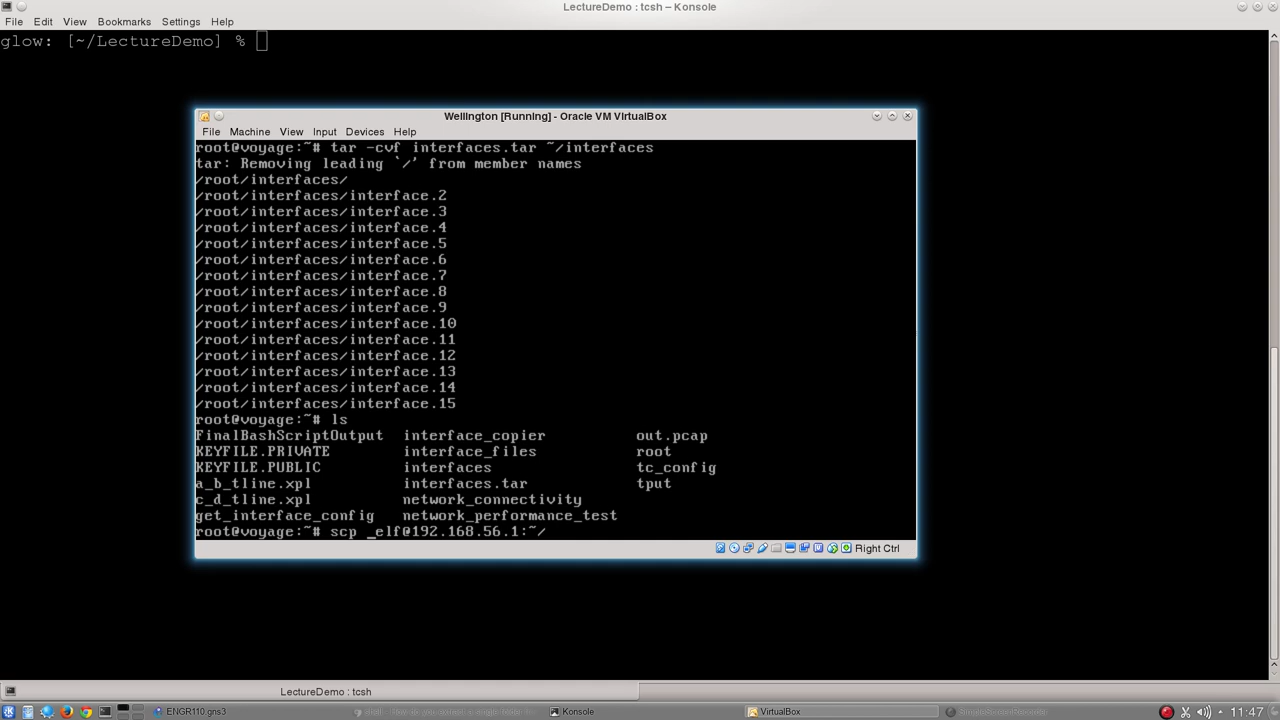 LectureDemo : tcsh – Konsole
File Edit View Bookmarks Settings Help
glow: [~/LectureDemo] %
Wellington [Running] - Oracle VM VirtualBox
File Machine View Input Devices Help
root@voyage:~# tar -cvf interfaces.tar ~/interfaces
tar: Removing leading `/' from member names
/root/interfaces/
/root/interfaces/interface.2
/root/interfaces/interface.3
/root/interfaces/interface.4
/root/interfaces/interface.5
/root/interfaces/interface.6
/root/interfaces/interface.7
/root/interfaces/interface.8
/root/interfaces/interface.9
/root/interfaces/interface.10
/root/interfaces/interface.11
/root/interfaces/interface.12
/root/interfaces/interface.13
/root/interfaces/interface.14
/root/interfaces/interface.15
root@voyage:~# ls
FinalBashScriptOutput interface_copier out.pcap
KEYFILE.PRIVATE interface_files root
KEYFILE.PUBLIC interfaces tc_config
a_b_tline.xpl interfaces.tar tput
c_d_tline.xpl network_connectivity
get_interface_config network_performance_test
root@voyage:~# scp _elf@192.168.56.1:~/
Right Ctrl
LectureDemo : tcsh
ENGR110 gns3 Konsole VirtualBox SimpleScreenRecorder 11:47